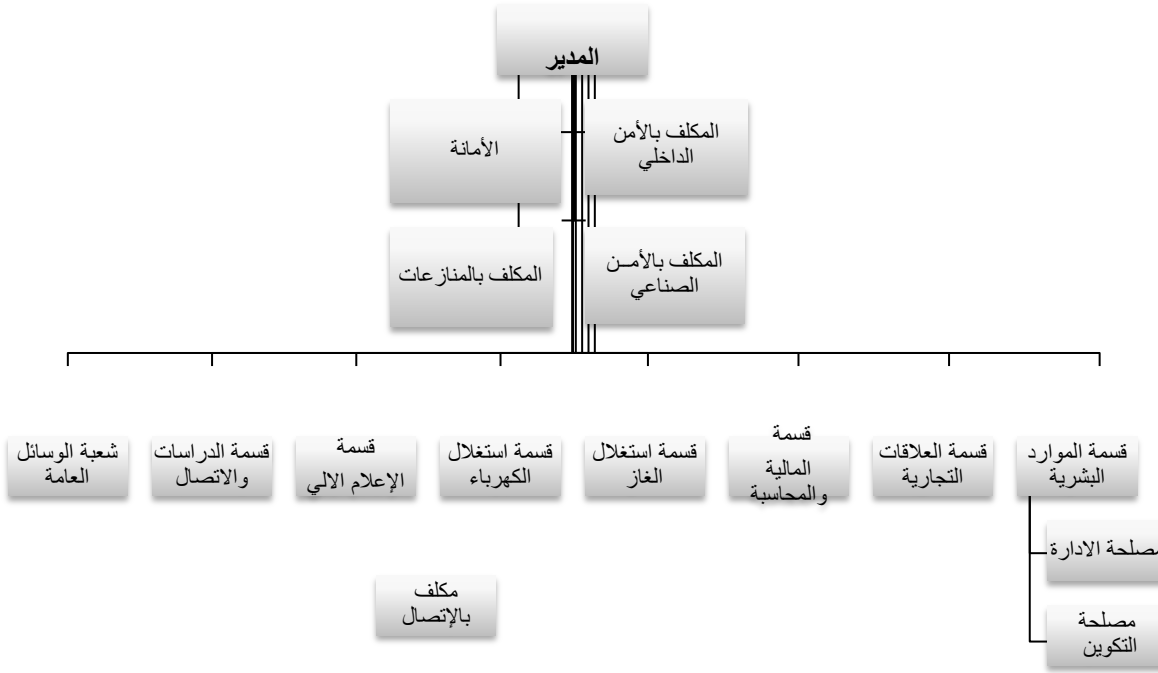 المدير
المكلف بالأمن
الداخلي
الأمانة
المكلف بالأمــن
الصناعي
المكلف بالمنازعات
قسمة الموارد
البشرية
قسمة العلاقات
التجارية
قسمة
المالية
والمحاسبة
قسمة استغلال
الغاز
قسمة استغلال
الكهرباء
قسمة
الإعلام الالي
قسمة الدراسات
والاتصال
شعبة الوسائل
العامة
مصلحة الادارة
مكلف
بالإتصال
مصلحة
التكوين